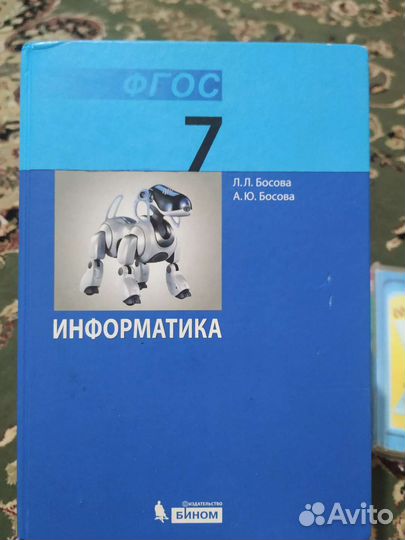 ФГОС
7
Л.Л. Босова
А.Ю. Босова
ИНФОРМАТИКА
ИЗДАТЕЛЬСТВО
БИНОМ
Avito